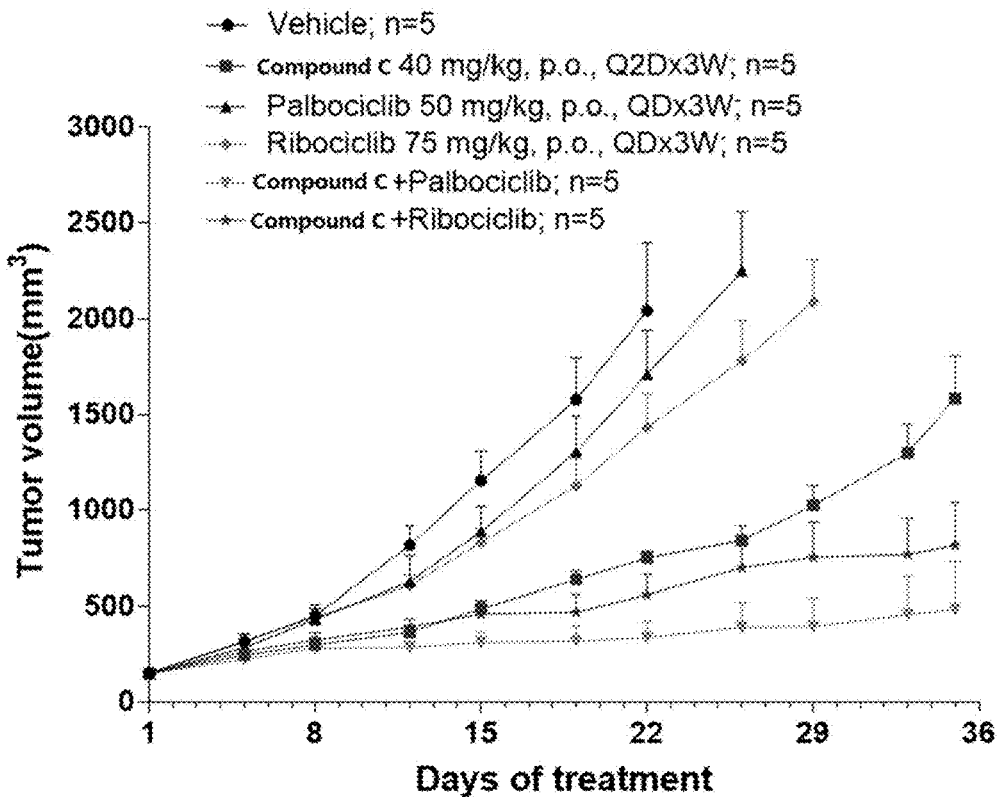 Vehicle; n=5
Compound C 40 mg/kg, p.o., Q2Dx3W; n=5
Palbociclib 50 mg/kg, p.o., QDx3W; n=5
Ribociclib 75 mg/kg, p.o., QDx3W; n=5
Compound C +Palbociclib; n=5
Compound C +Ribociclib; n=5
Tumor volume(mm³)
3000
2500
2000
1500
1000
500
0
1 8 15 22 29 36
Days of treatment